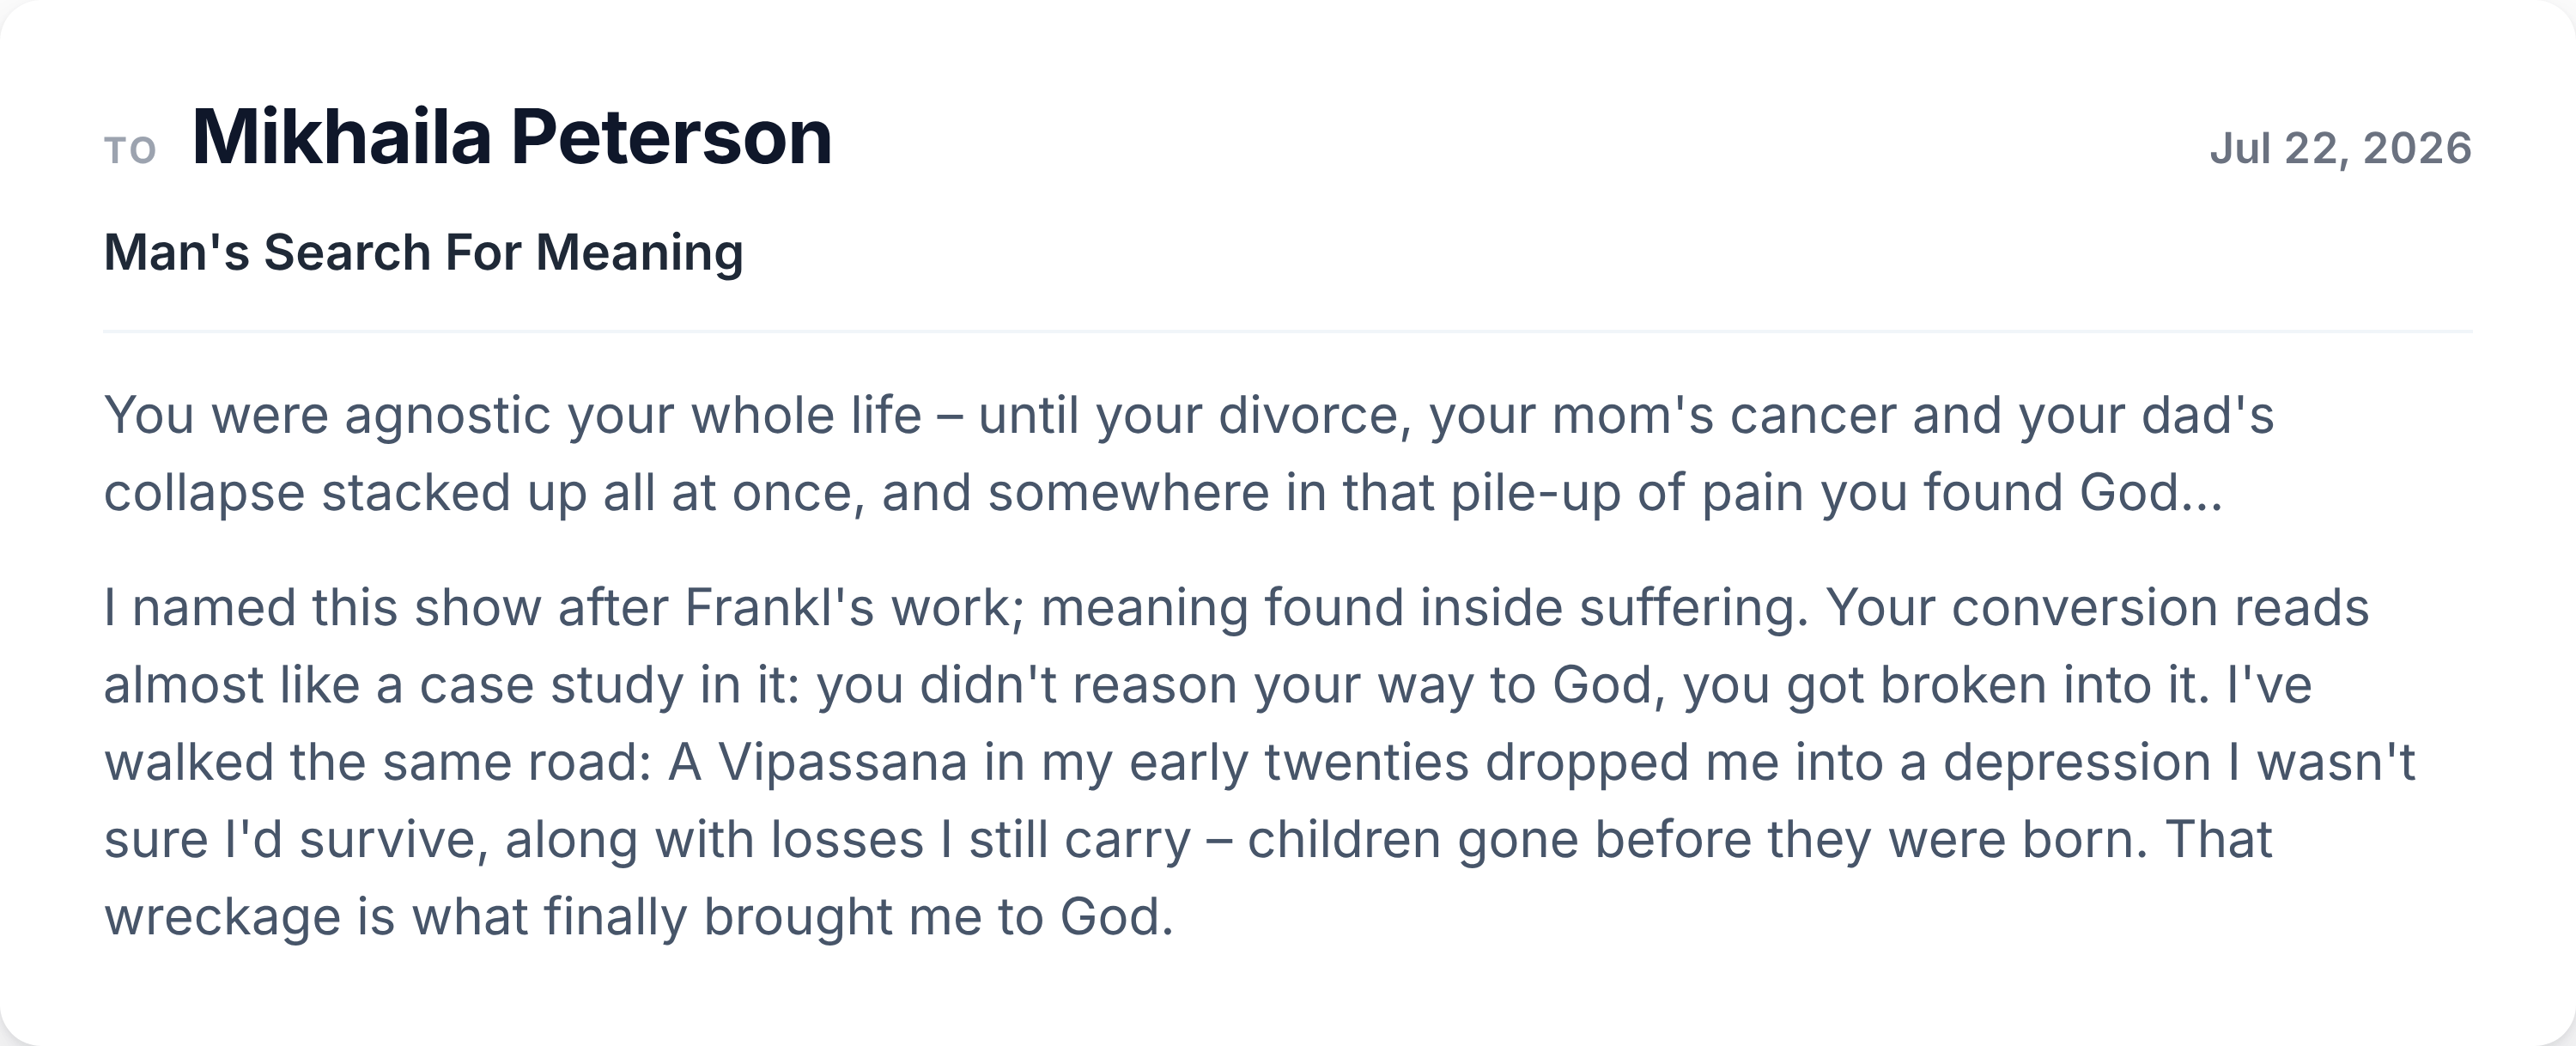 TO Mikhaila Peterson Jul 22, 2026
Man's Search For Meaning
You were agnostic your whole life – until your divorce, your mom's cancer and your dad's
collapse stacked up all at once, and somewhere in that pile-up of pain you found God...
I named this show after Frankl's work; meaning found inside suffering. Your conversion reads
almost like a case study in it: you didn't reason your way to God, you got broken into it. I've
walked the same road: A Vipassana in my early twenties dropped me into a depression I wasn't
sure I'd survive, along with losses I still carry – children gone before they were born. That
wreckage is what finally brought me to God.